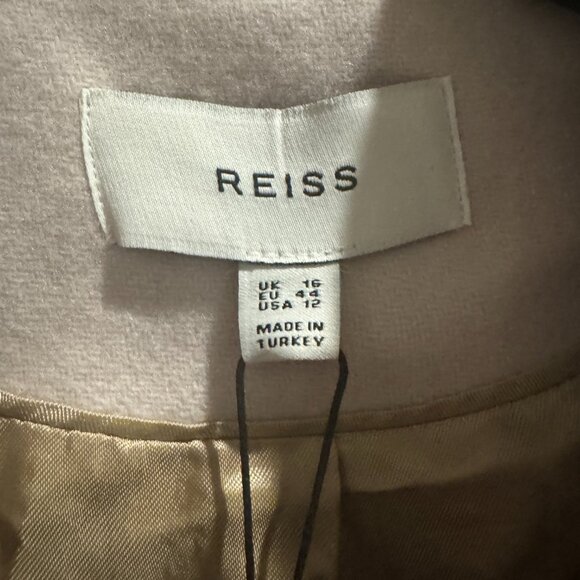 REISS
UK 16
EU 44
USA 12
MADE IN
TURKEY